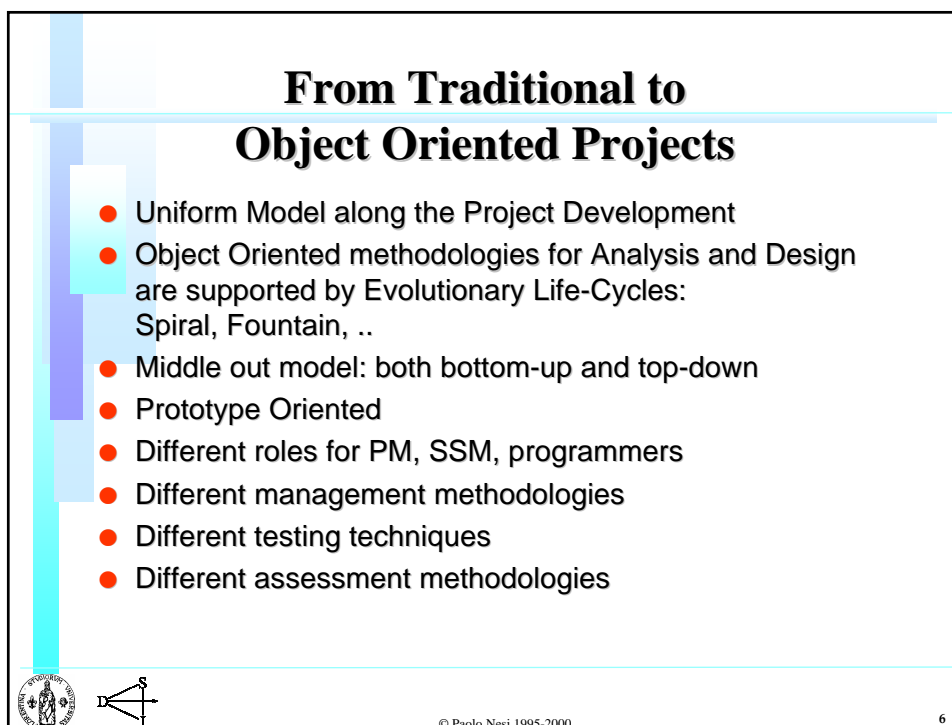 From Traditional to
Object Oriented Projects
Uniform Model along the Project Development
Object Oriented methodologies for Analysis and Design
are supported by Evolutionary Life-Cycles:
Spiral, Fountain, ..
Middle out model: both bottom-up and top-down
Prototype Oriented
Different roles for PM, SSM, programmers
Different management methodologies
Different testing techniques
Different assessment methodologies
D S I
© Paolo Nesi 1995-2000
6